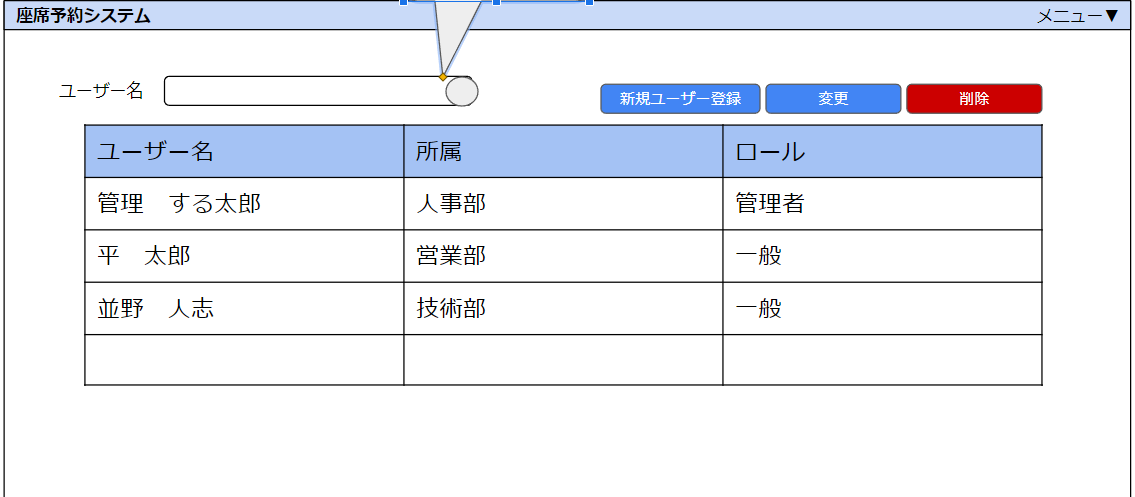 座席予約システム
メニュー▼
ユーザー名
新規ユーザー登録
変更
削除
ユーザー名 所属 ロール
管理　する太郎 人事部 管理者
平　太郎 営業部 一般
並野　人志 技術部 一般